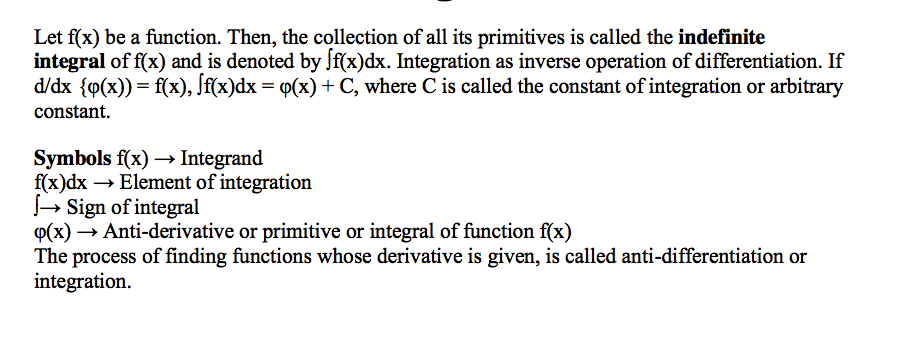 Let f(x) be a function. Then, the collection of all its primitives is called the indefinite
integral of f(x) and is denoted by ∫f(x)dx. Integration as inverse operation of differentiation. If
d/dx {φ(x)) = f(x), ∫f(x)dx = φ(x) + C, where C is called the constant of integration or arbitrary
constant.
Symbols f(x) → Integrand
f(x)dx → Element of integration
∫→ Sign of integral
φ(x) → Anti-derivative or primitive or integral of function f(x)
The process of finding functions whose derivative is given, is called anti-differentiation or
integration.